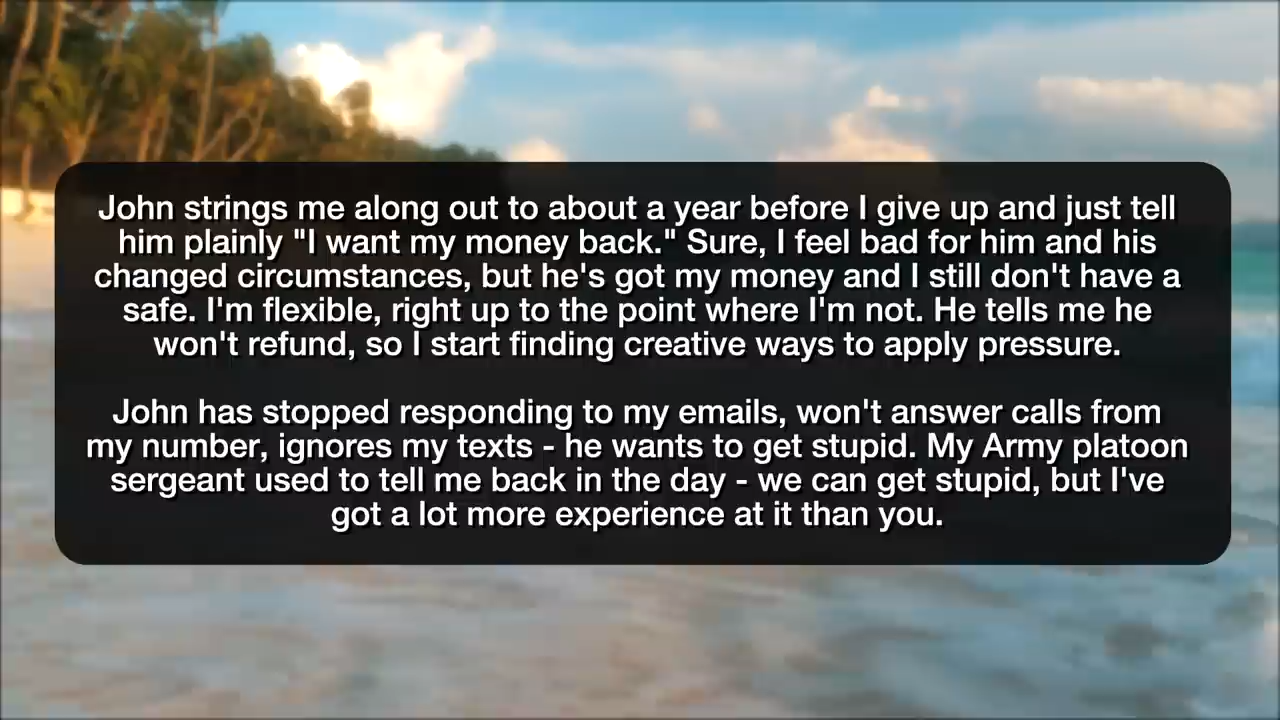 John strings me along out to about a year before I give up and just tell
him plainly "I want my money back." Sure, I feel bad for him and his
changed circumstances, but he's got my money and I still don't have a
safe. I'm flexible, right up to the point where I'm not. He tells me he
won't refund, so I start finding creative ways to apply pressure.
John has stopped responding to my emails, won't answer calls from
my number, ignores my texts - he wants to get stupid. My Army platoon
sergeant used to tell me back in the day - we can get stupid, but I've
got a lot more experience at it than you.